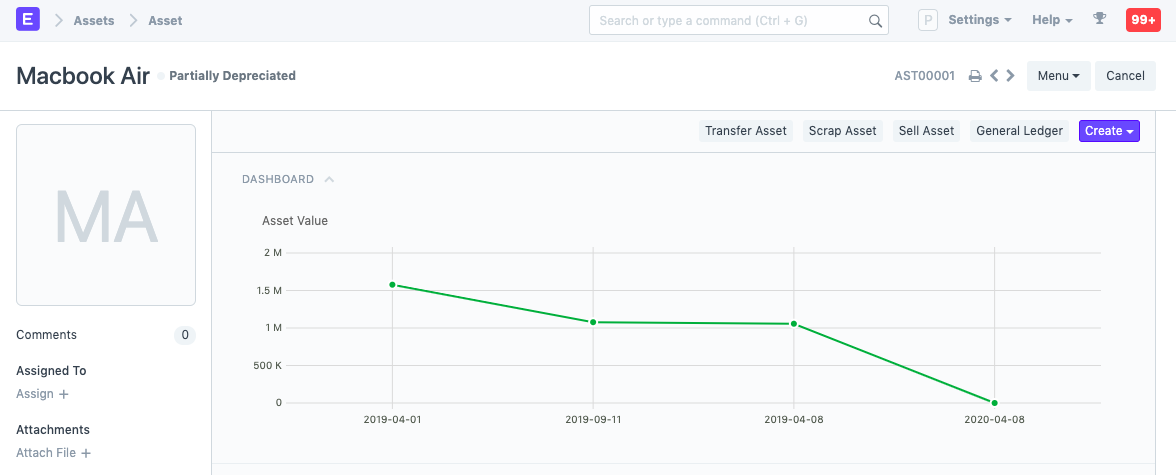 E Assets Asset Search or type a command (Ctrl + G) P Settings Help 99+
Macbook Air Partially Depreciated AST00001 Menu Cancel
Transfer Asset Scrap Asset Sell Asset General Ledger Create
MA
DASHBOARD
Asset Value
2 M
1.5 M
1 M
500 K
0
2019-04-01 2019-09-11 2019-04-08 2020-04-08
Comments 0
Assigned To
Assign +
Attachments
Attach File +